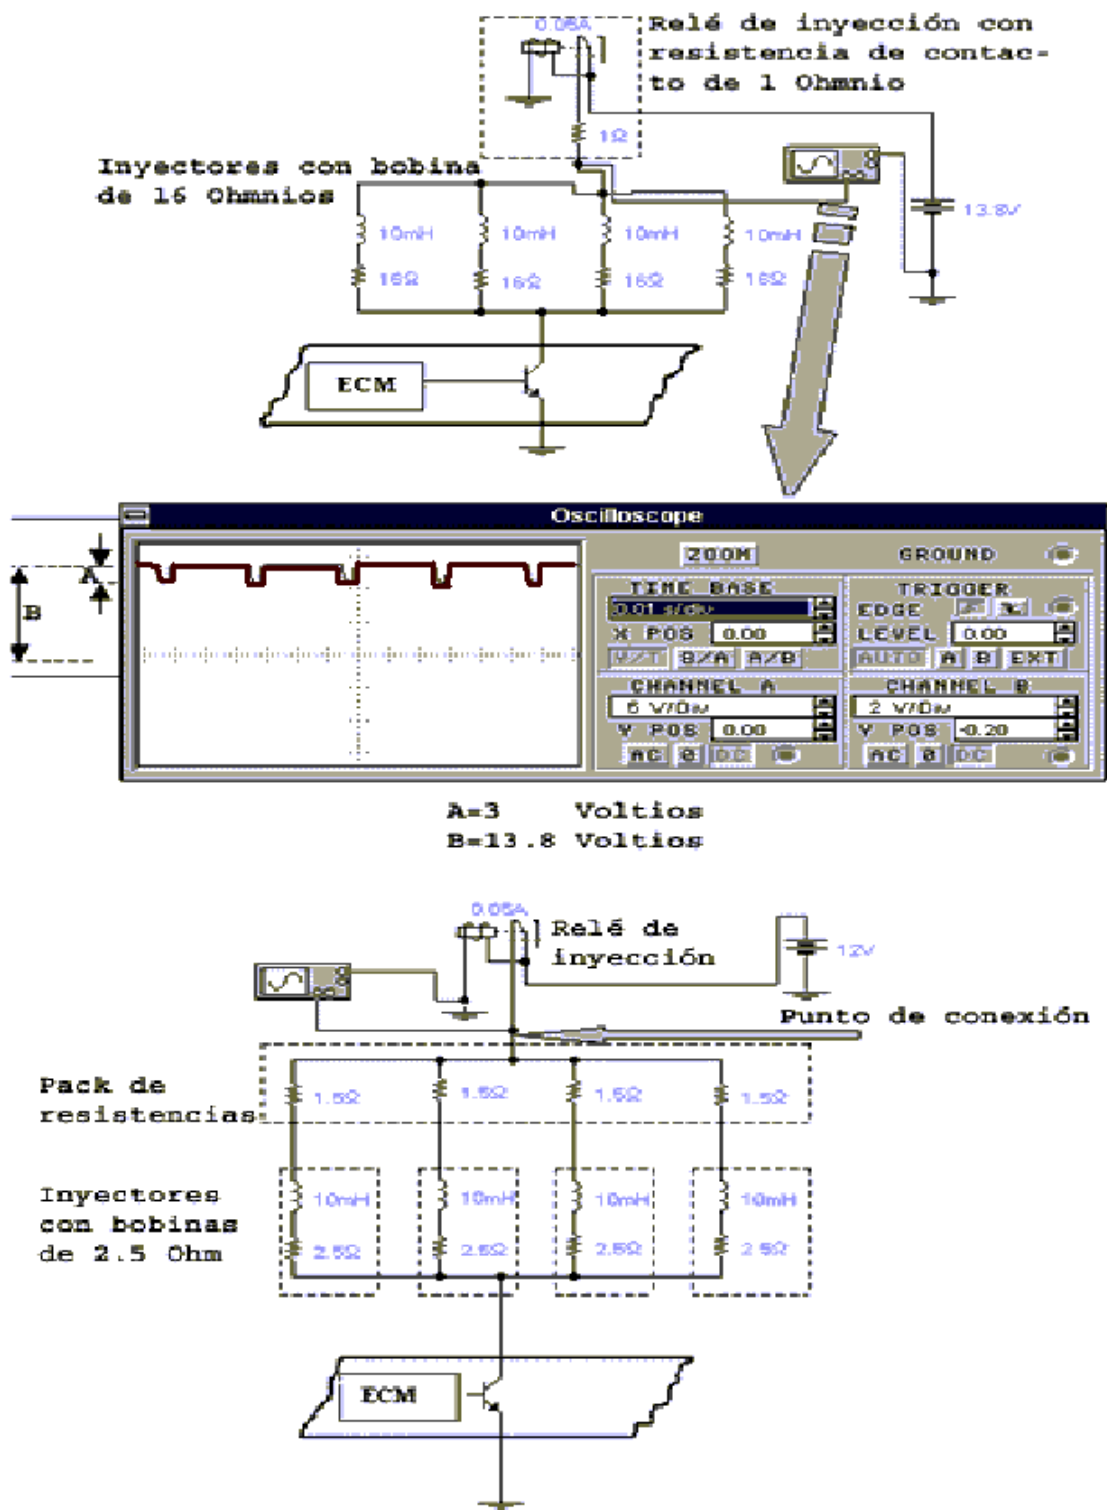 0.05A
Relé de inyección con
resistencia de contac-
to de 1 Ohmnio
1Ω
Inyectores con bobina
de 16 Ohmnios
13.8V
10mH 10mH 10mH 10mH
16Ω 16Ω 16Ω 16Ω
ECM
Oscilloscope
ZOOM GROUND
A
B
TIME BASE
0.01 s/div
X POS 0.00
Y/T B/A A/B
TRIGGER
EDGE
LEVEL 0.00
AUTO A B EXT
CHANNEL A
5 V/Div
Y POS 0.00
AC 0 DC
CHANNEL B
2 V/Div
Y POS -0.20
AC 0 DC
A=3 Voltios
B=13.8 Voltios
0.05A
Relé de
inyección
12V
Punto de conexión
Pack de
resistencias
1.5Ω 1.5Ω 1.5Ω 1.5Ω
Inyectores
con bobinas
de 2.5 Ohm
10mH 10mH 10mH 10mH
2.5Ω 2.5Ω 2.5Ω 2.5Ω
ECM